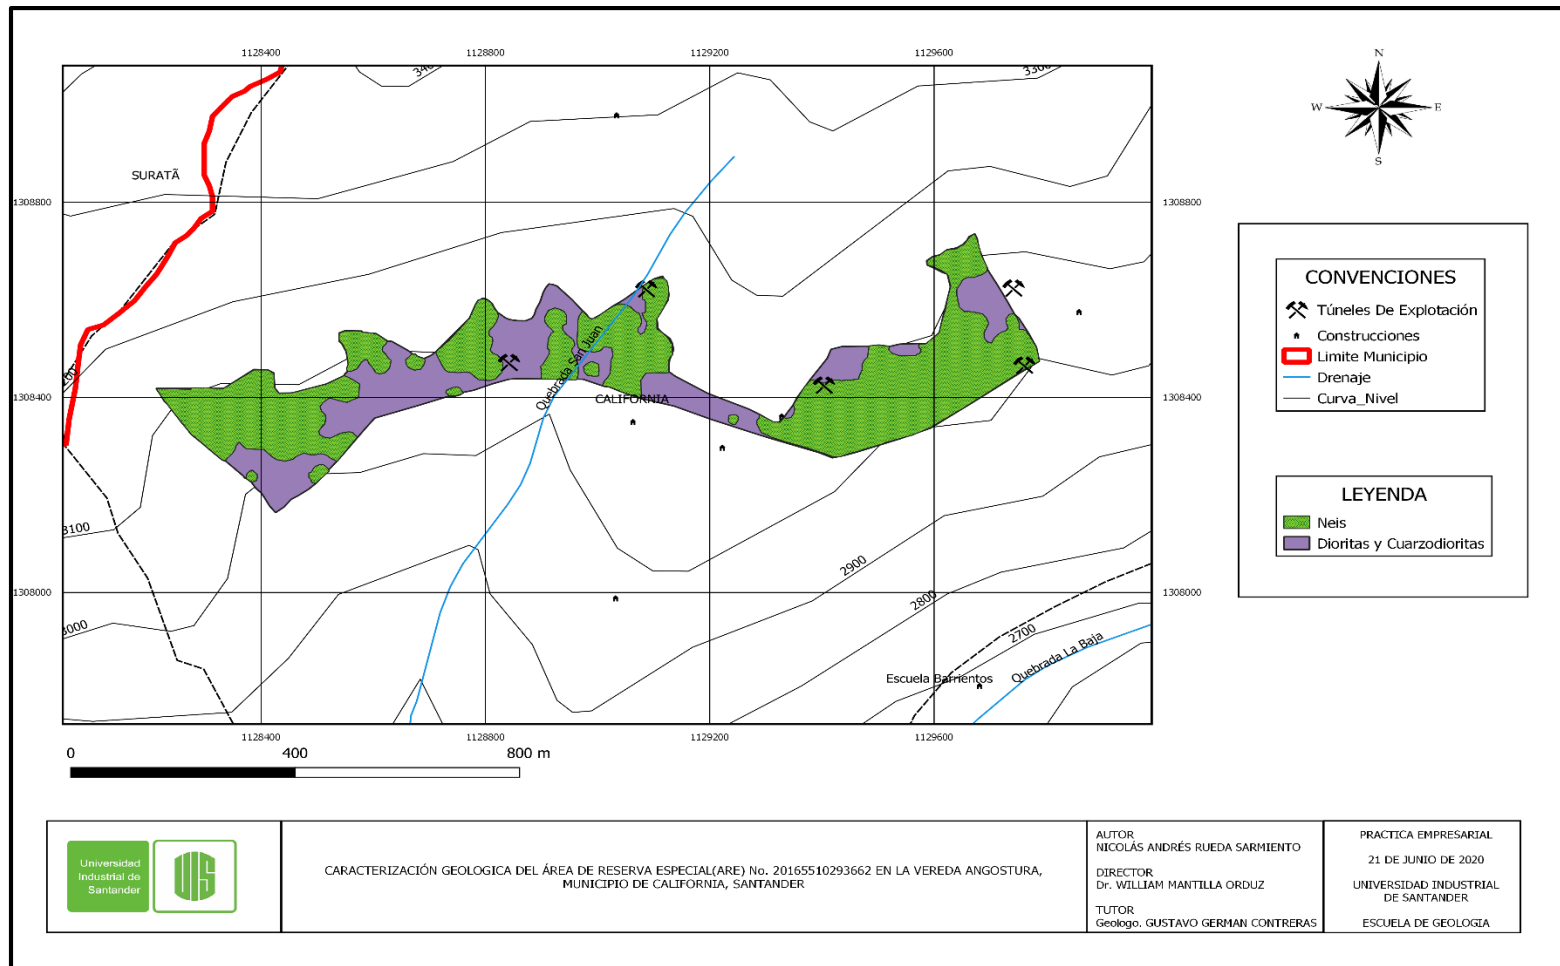 1128400
1128800
1129200
1129600
3300
N
W
E
S
SURATÃ
1308800
1308800
CONVENCIONES
Túneles De Explotación
Construcciones
Limite Municipio
Drenaje
Curva_Nivel
Quebrada San Juan
CALIFORNIA
1308400
1308400
LEYENDA
Neis
Dioritas y Cuarzodioritas
3100
2900
2800
1308000
1308000
3000
2700
Quebrada La Baja
Escuela Barrientos
1128400
1128800
1129200
1129600
0
400
800 m
Universidad
Industrial de
Santander
UIS
CARACTERIZACIÓN GEOLOGICA DEL ÁREA DE RESERVA ESPECIAL(ARE) No. 20165510293662 EN LA VEREDA ANGOSTURA,
MUNICIPIO DE CALIFORNIA, SANTANDER
AUTOR
NICOLÁS ANDRÉS RUEDA SARMIENTO
DIRECTOR
Dr. WILLIAM MANTILLA ORDUZ
TUTOR
Geologo. GUSTAVO GERMAN CONTRERAS
PRACTICA EMPRESARIAL
21 DE JUNIO DE 2020
UNIVERSIDAD INDUSTRIAL
DE SANTANDER
ESCUELA DE GEOLOGIA